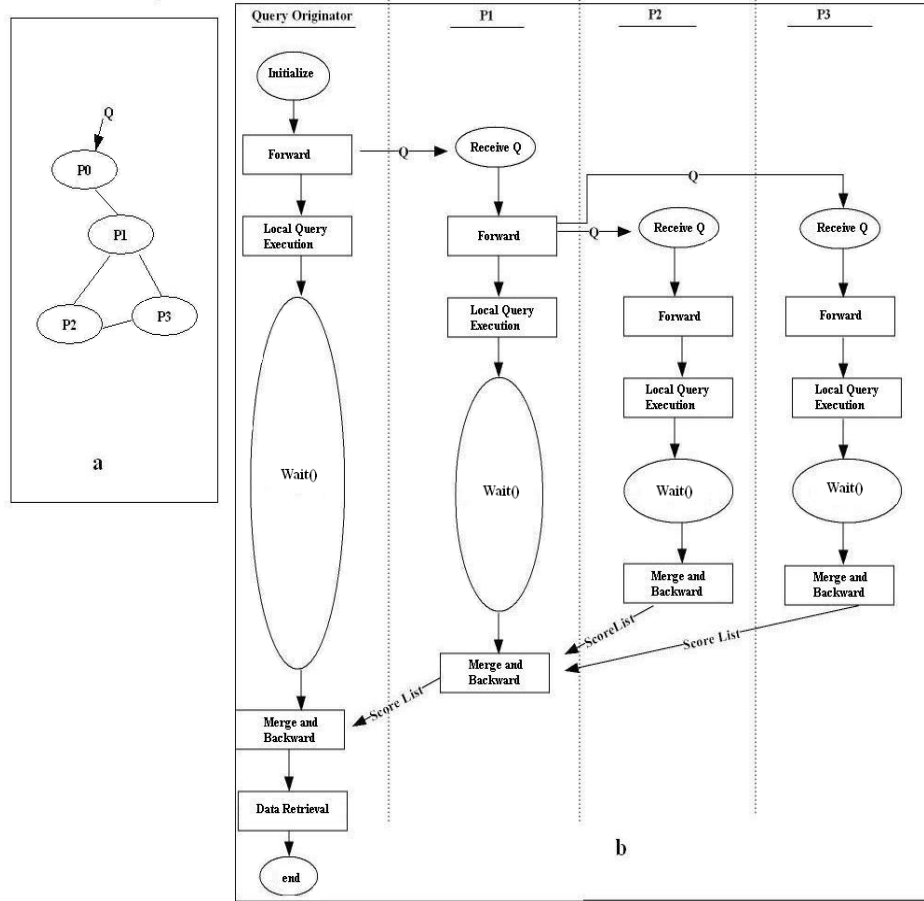 Q
P0
P1
P2
P3
a
Query Originator
P1
P2
P3
Initialize
Forward
Q
Receive Q
Q
Local Query
Execution
Forward
Q
Receive Q
Receive Q
Local Query
Execution
Forward
Forward
Local Query
Execution
Local Query
Execution
Wait()
Wait()
Wait()
Wait()
Merge and
Backward
Merge and
Backward
ScoreList
Score List
Merge and
Backward
Score List
Merge and
Backward
Data Retrieval
end
b